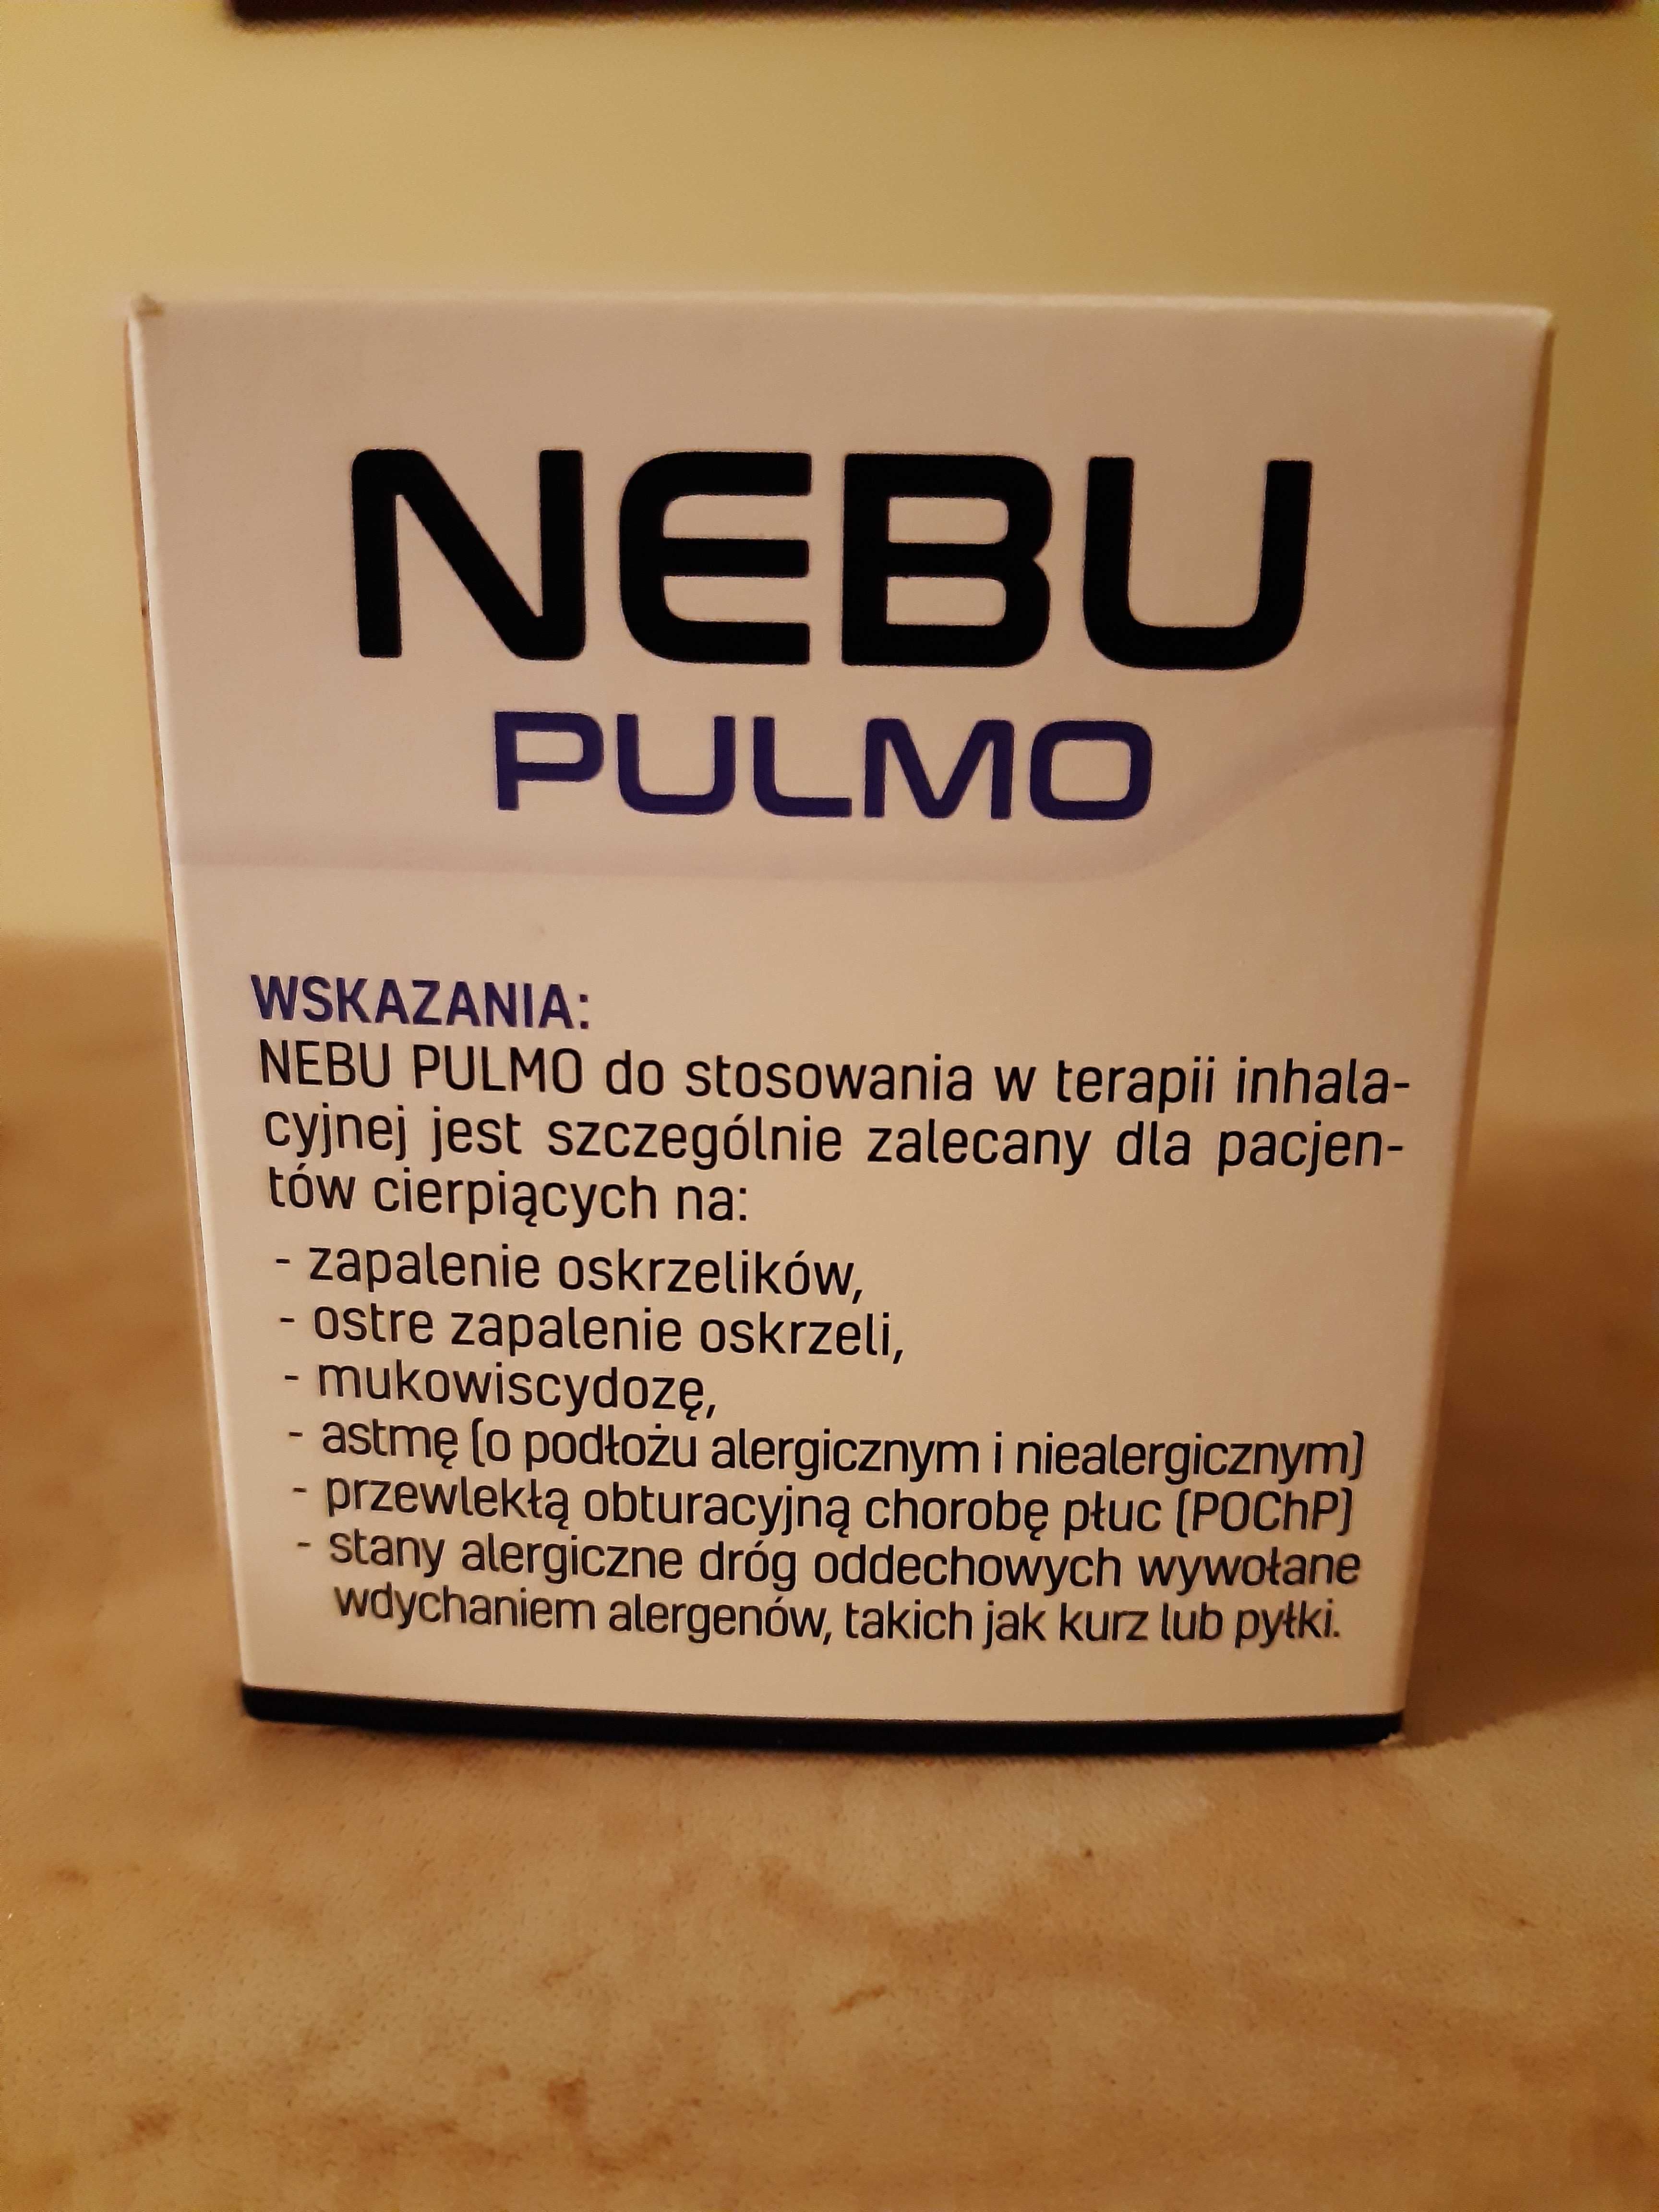 NEBU
PULMO
WSKAZANIA:
NEBU PULMO do stosowania w terapii inhala-
cyjnej jest szczególnie zalecany dla pacjen-
tów cierpiących na:
- zapalenie oskrzelików,
- ostre zapalenie oskrzeli,
- mukowiscydozę,
- astmę (o podłożu alergicznym i niealergicznym)
- przewlekłą obturacyjną chorobę płuc (POChP)
- stany alergiczne dróg oddechowych wywołane
wdychaniem alergenów, takich jak kurz lub pyłki.